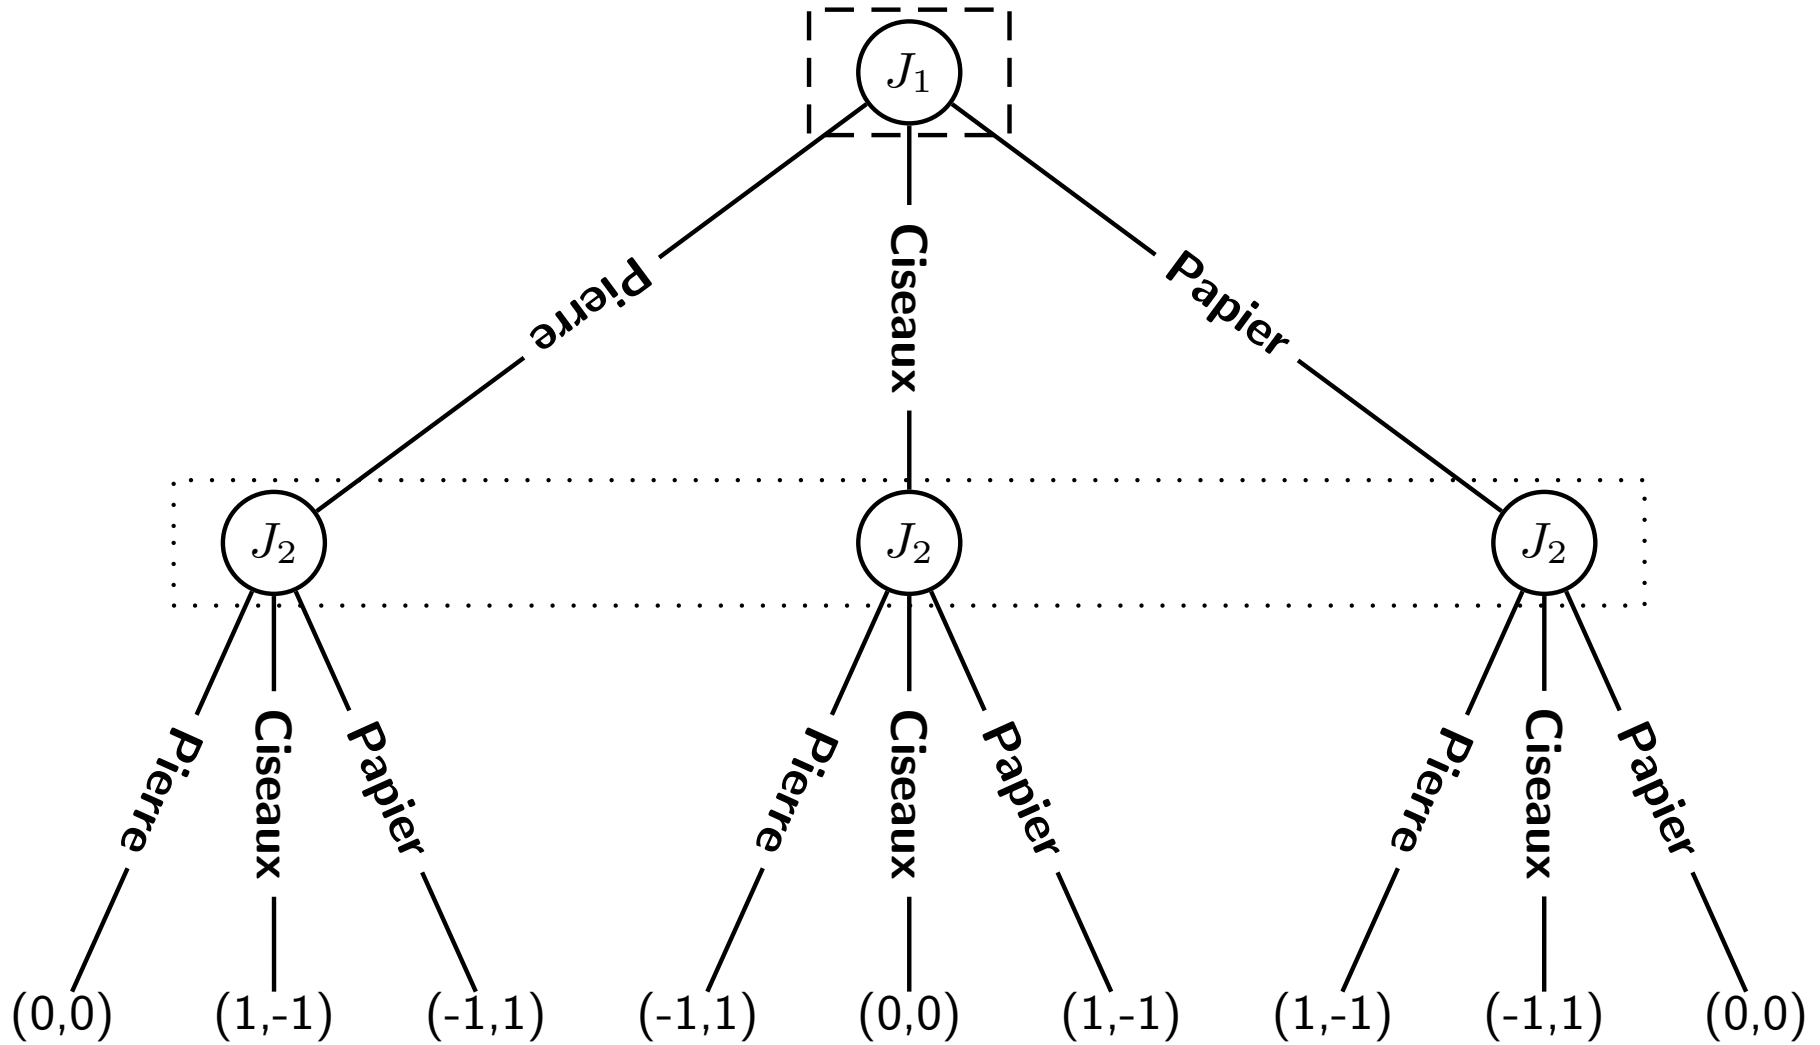 J₁
Pierre Ciseaux Papier
J₂ J₂ J₂
Pierre Ciseaux Papier Pierre Ciseaux Papier Pierre Ciseaux Papier
(0,0) (1,-1) (-1,1) (-1,1) (0,0) (1,-1) (1,-1) (-1,1) (0,0)